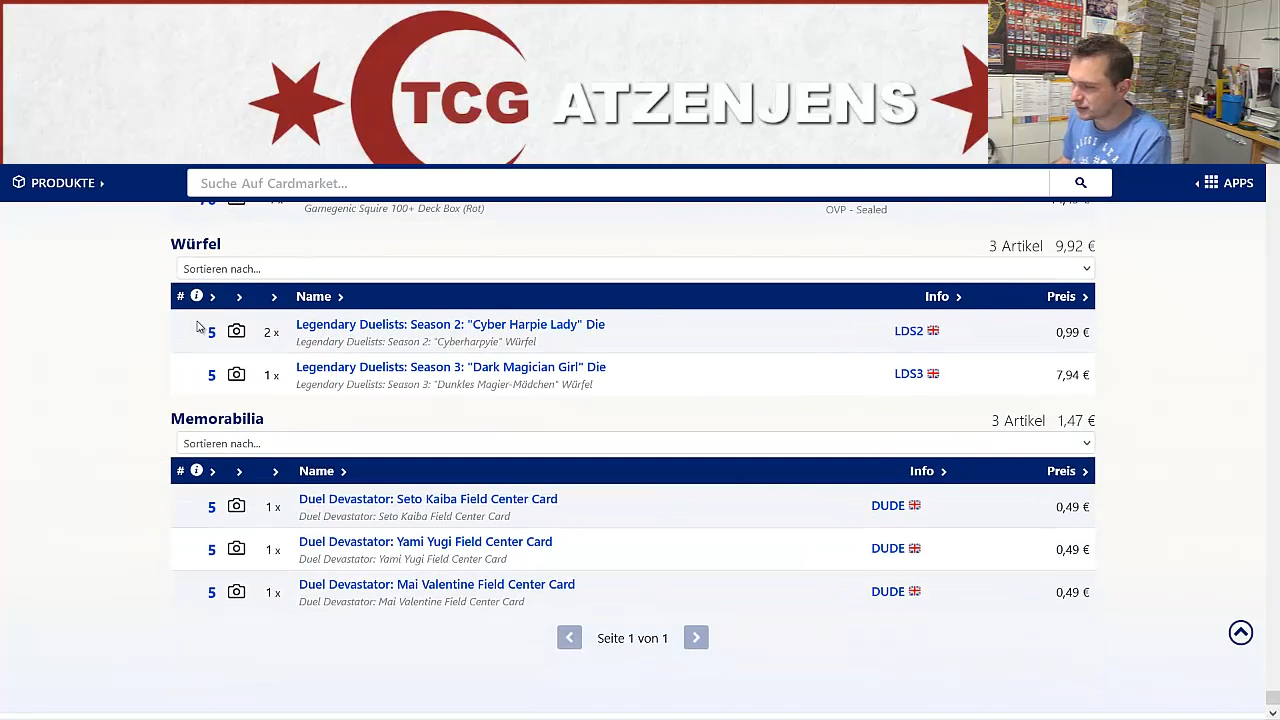 TCG ATZENJENS
PRODUKTE
Suche Auf Cardmarket...
APPS
Gamegenic Squire 100+ Deck Box (Rot)
OVP - Sealed
Würfel
3 Artikel 9,92 €
Sortieren nach...
# Name Info Preis
5 2 x Legendary Duelists: Season 2: "Cyber Harpie Lady" Die LDS2 0,99 €
Legendary Duelists: Season 2: "Cyberharpyie" Würfel
5 1 x Legendary Duelists: Season 3: "Dark Magician Girl" Die LDS3 7,94 €
Legendary Duelists: Season 3: "Dunkles Magier-Mädchen" Würfel
Memorabilia
3 Artikel 1,47 €
Sortieren nach...
# Name Info Preis
5 1 x Duel Devastator: Seto Kaiba Field Center Card DUDE 0,49 €
Duel Devastator: Seto Kaiba Field Center Card
5 1 x Duel Devastator: Yami Yugi Field Center Card DUDE 0,49 €
Duel Devastator: Yami Yugi Field Center Card
5 1 x Duel Devastator: Mai Valentine Field Center Card DUDE 0,49 €
Duel Devastator: Mai Valentine Field Center Card
Seite 1 von 1